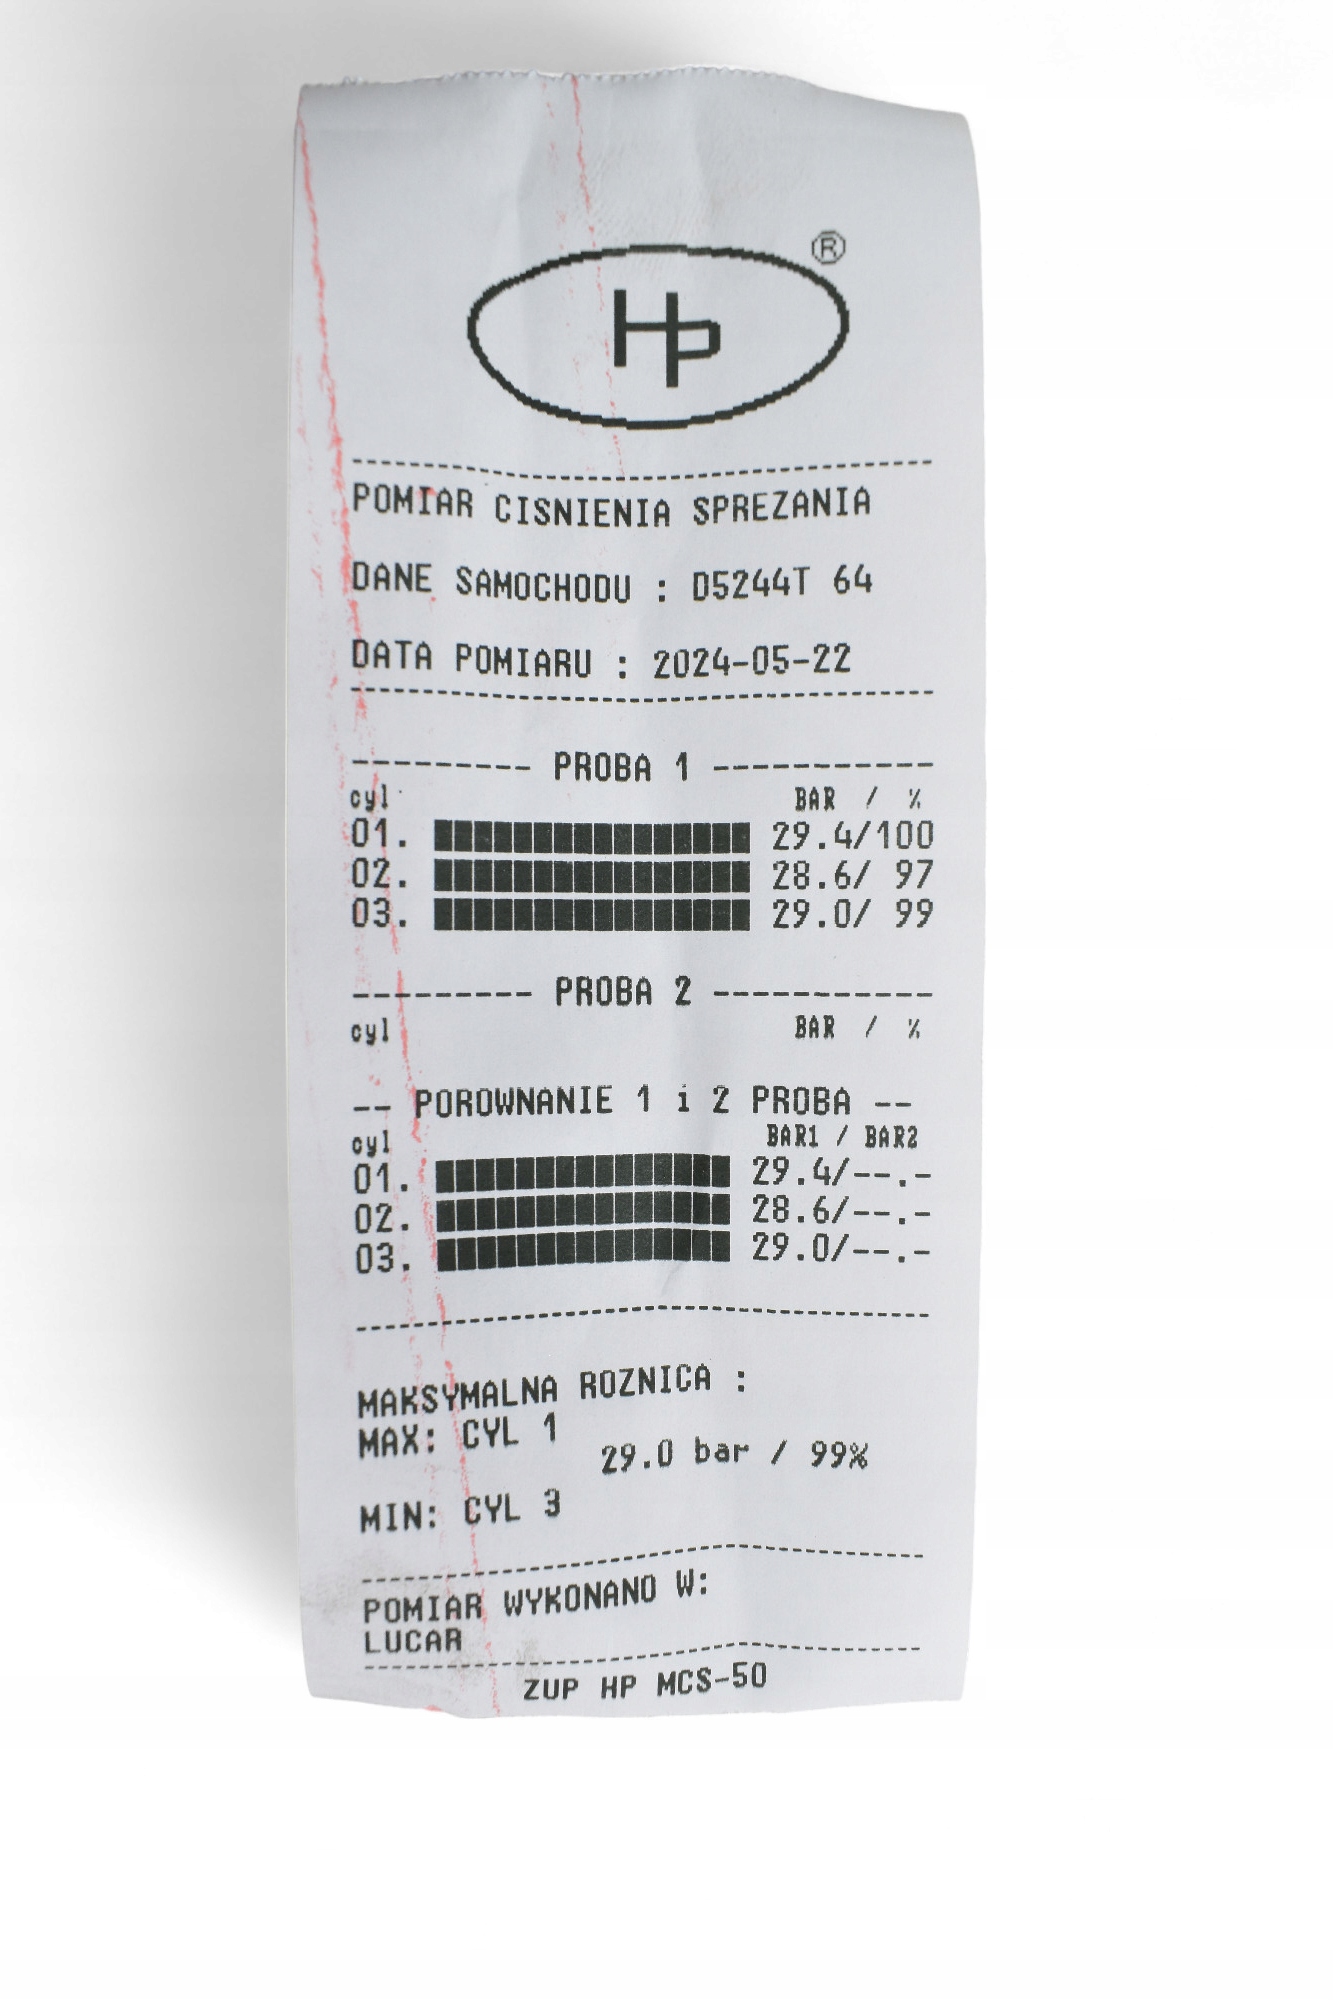 HP ®
POMIAR CISNIENIA SPREZANIA
DANE SAMOCHODU : D5244T 64
DATA POMIARU : 2024-05-22
--------- PROBA 1 -----------
cyl BAR / %
01. 29.4/100
02. 28.6/ 97
03. 29.0/ 99
--------- PROBA 2 -----------
cyl BAR / %
-- POROWNANIE 1 i 2 PROBA --
cyl BAR1 / BAR2
01. 29.4/--.-
02. 28.6/--.-
03. 29.0/--.-
MAKSYMALNA ROZNICA :
MAX: CYL 1
29.0 bar / 99%
MIN: CYL 3
POMIAR WYKONANO W:
LUCAR
ZUP HP MCS-50